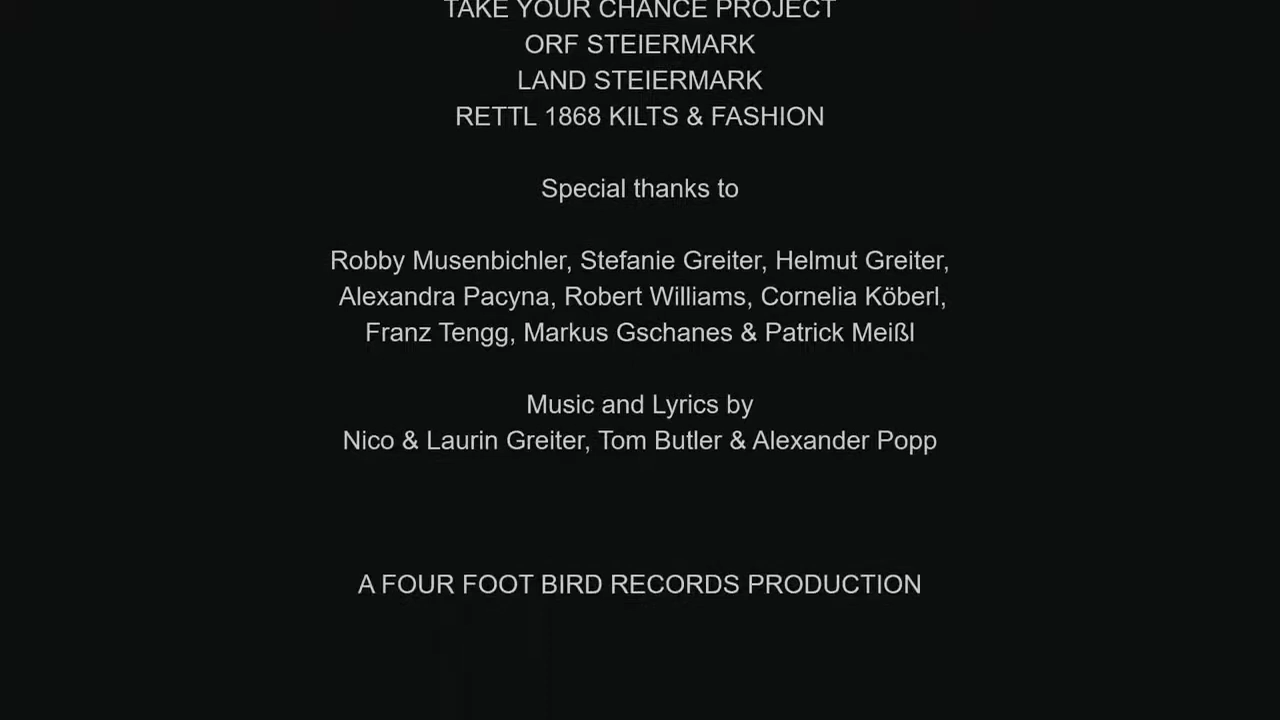 TAKE YOUR CHANCE PROJECT
ORF STEIERMARK
LAND STEIERMARK
RETTL 1868 KILTS & FASHION
Special thanks to
Robby Musenbichler, Stefanie Greiter, Helmut Greiter,
Alexandra Pacyna, Robert Williams, Cornelia Köberl,
Franz Tengg, Markus Gschanes & Patrick Meißl
Music and Lyrics by
Nico & Laurin Greiter, Tom Butler & Alexander Popp
A FOUR FOOT BIRD RECORDS PRODUCTION